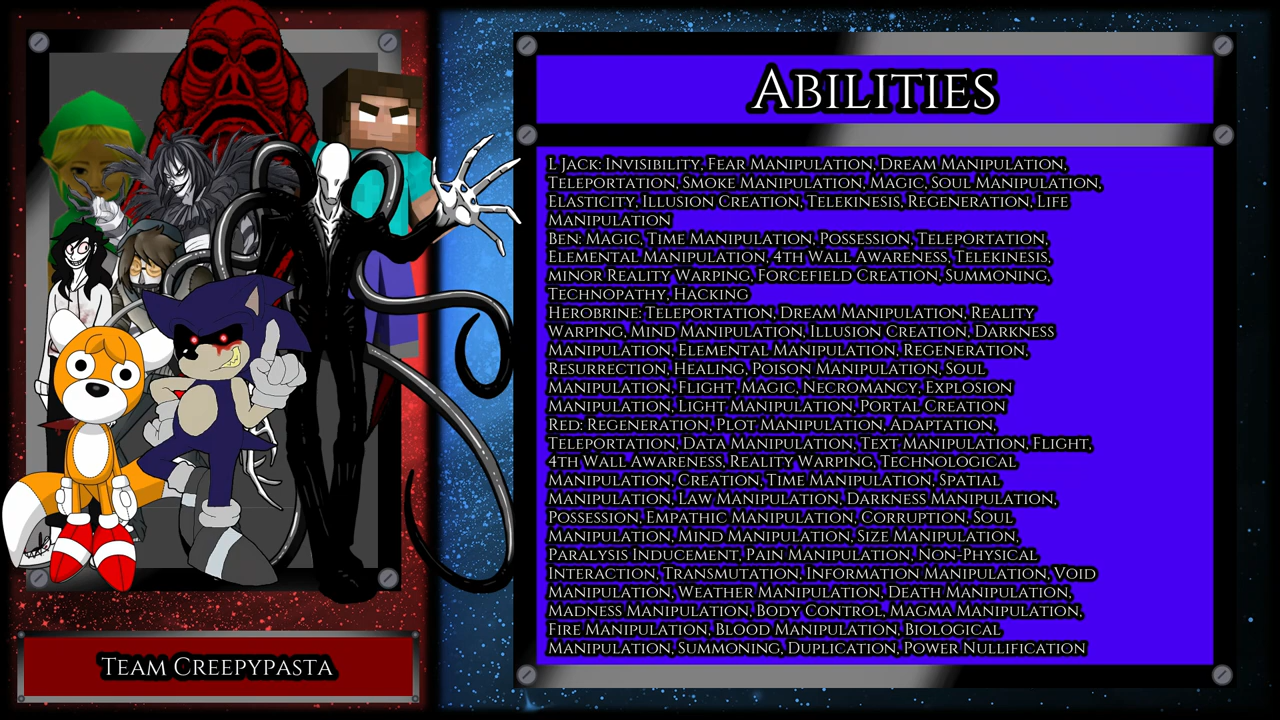 Abilities
L Jack: Invisibility, Fear Manipulation, Dream Manipulation,
Teleportation, Smoke Manipulation, Magic, Soul Manipulation,
Elasticity, Illusion Creation, Telekinesis, Regeneration, Life
Manipulation
Ben: Magic, Time Manipulation, Possession, Teleportation,
Elemental Manipulation, 4th Wall Awareness, Telekinesis,
minor Reality Warping, Forcefield Creation, Summoning,
Technopathy, Hacking
Herobrine: Teleportation, Dream Manipulation, Reality
Warping, Mind Manipulation, Illusion Creation, Darkness
Manipulation, Elemental Manipulation, Regeneration,
Resurrection, Healing, Poison Manipulation, Soul
Manipulation, Flight, Magic, Necromancy, Explosion
Manipulation, Light Manipulation, Portal Creation
Red: Regeneration, Plot Manipulation, Adaptation,
Teleportation, Data Manipulation, Text Manipulation, Flight,
4th Wall Awareness, Reality Warping, Technological
Manipulation, Creation, Time Manipulation, Spatial
Manipulation, Law Manipulation, Darkness Manipulation,
Possession, Empathic Manipulation, Corruption, Soul
Manipulation, Mind Manipulation, Size Manipulation,
Paralysis Inducement, Pain Manipulation, Non-Physical
Interaction, Transmutation, Information Manipulation, Void
Manipulation, Weather Manipulation, Death Manipulation,
Madness Manipulation, Body Control, Magma Manipulation,
Fire Manipulation, Blood Manipulation, Biological
Manipulation, Summoning, Duplication, Power Nullification
Team Creepypasta